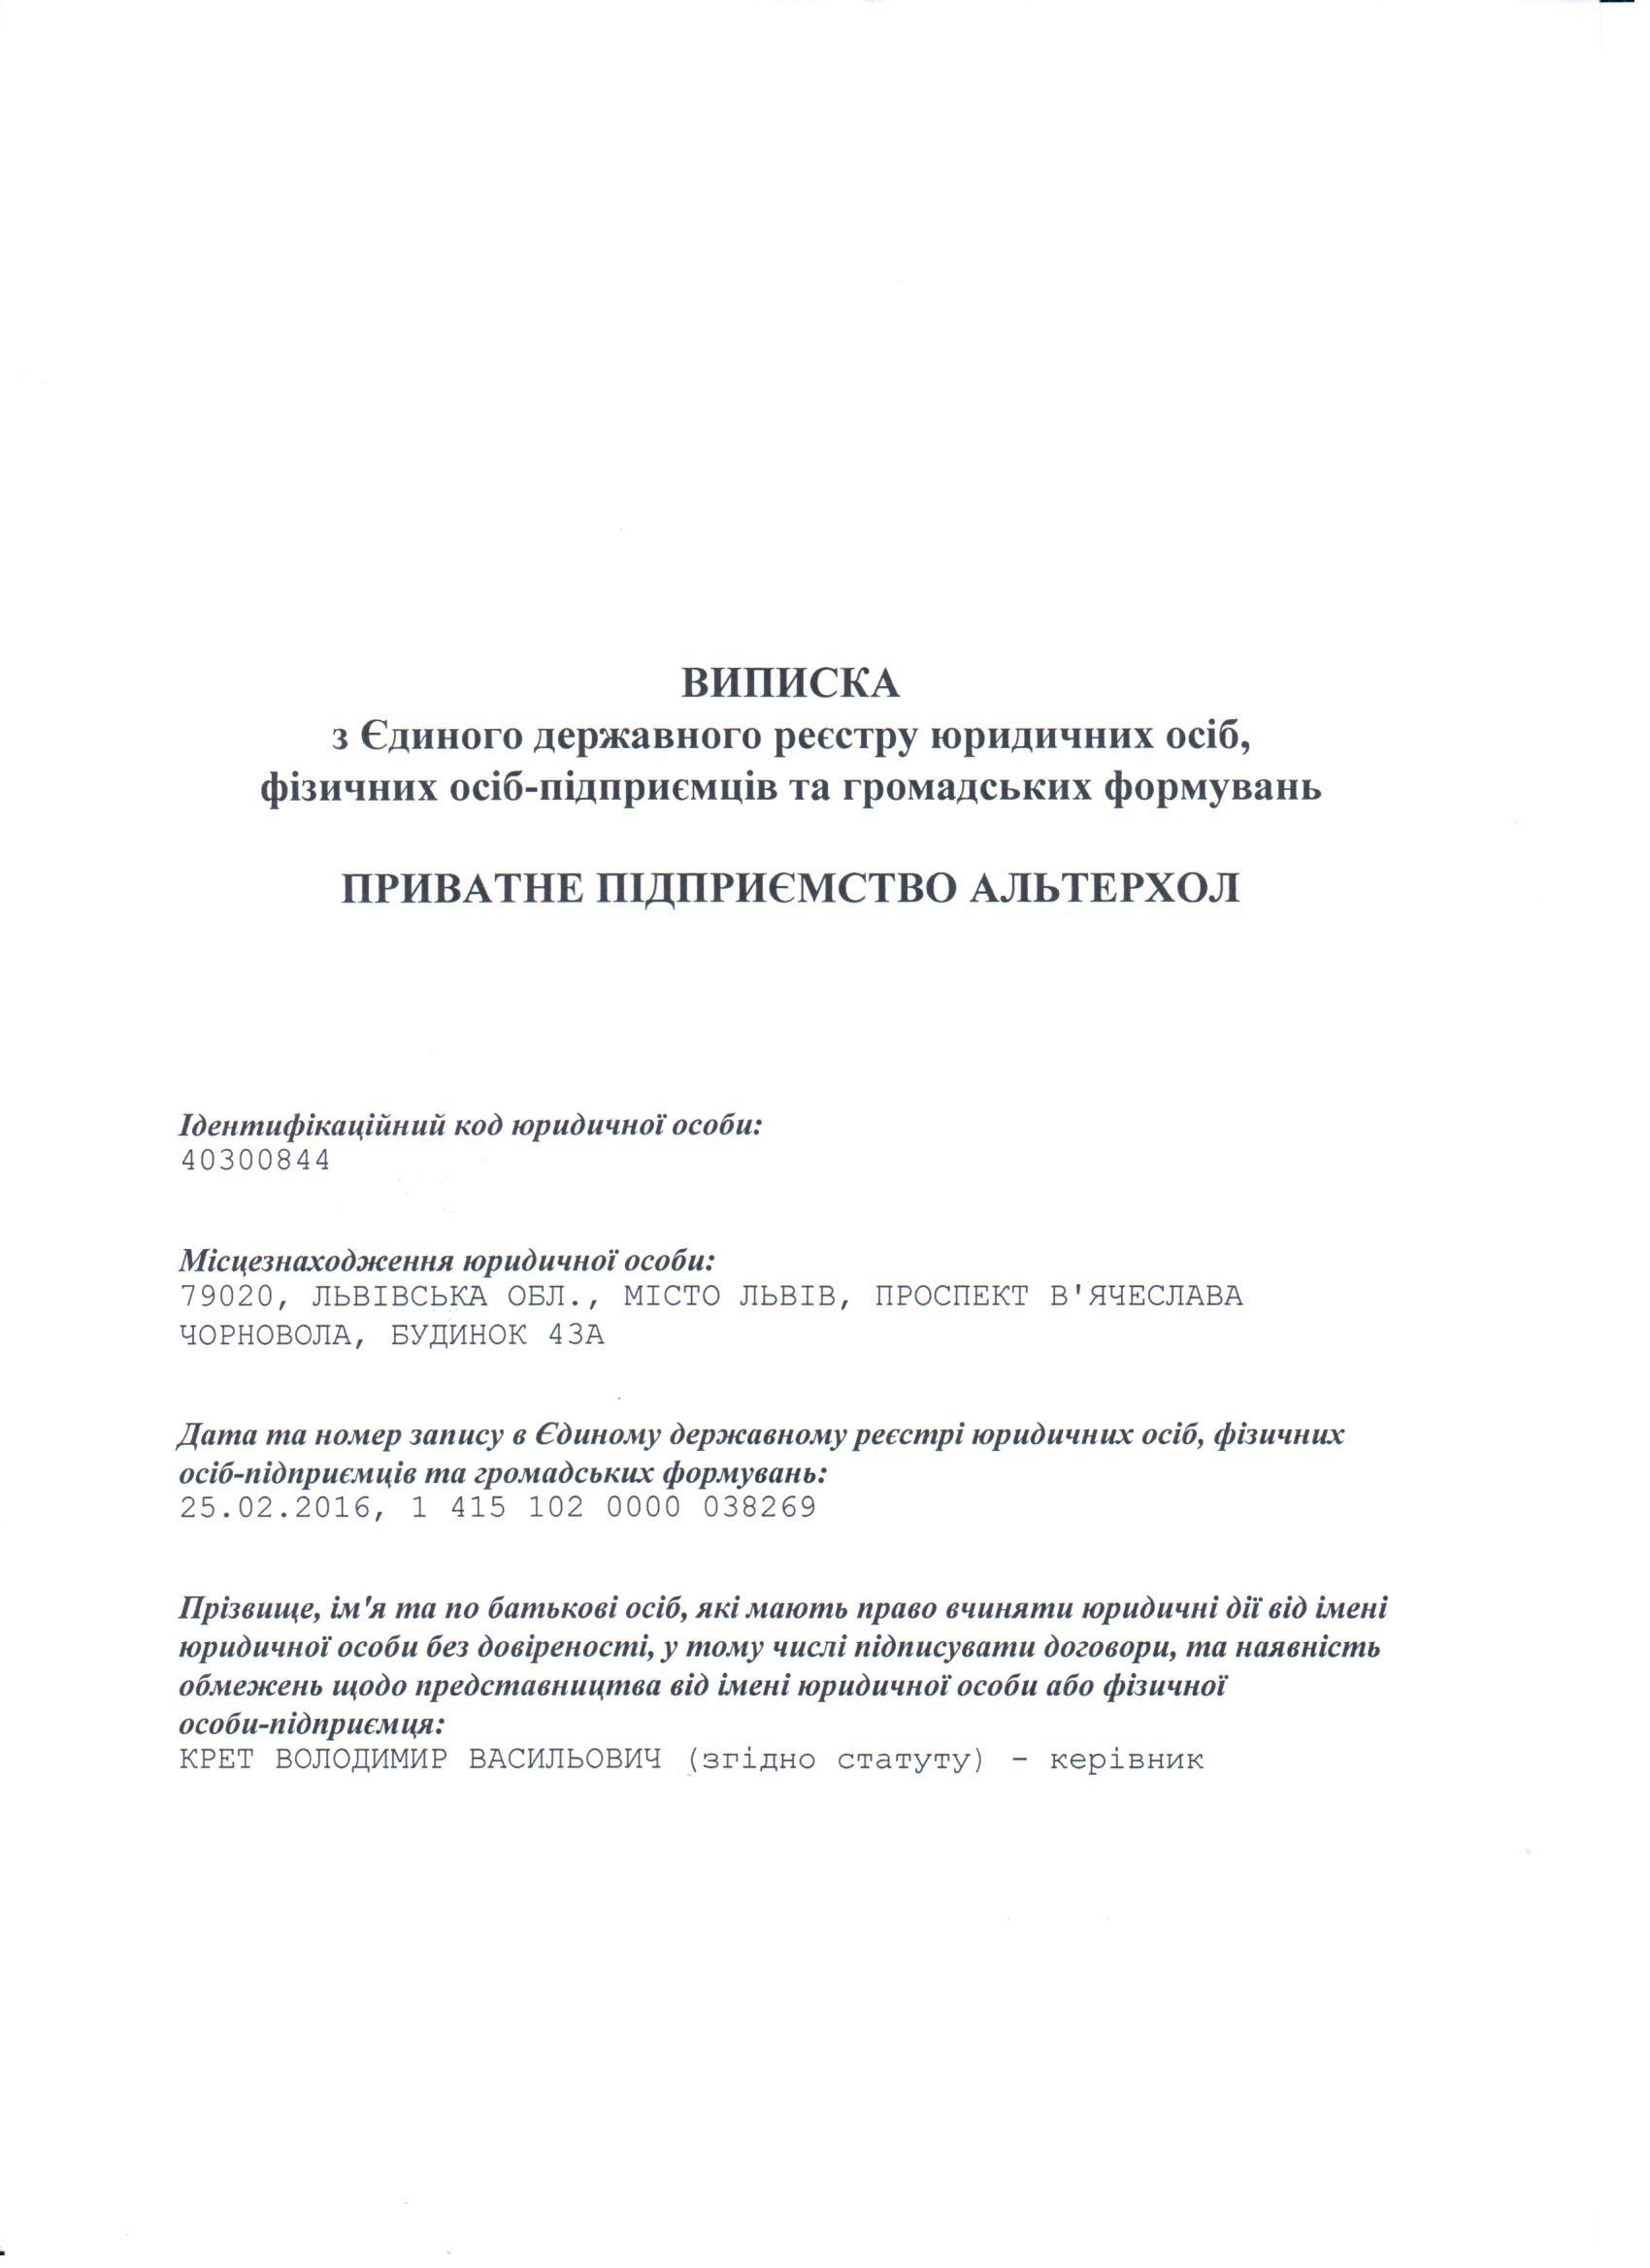 ВИПИСКА
з Єдиного державного реєстру юридичних осіб,
фізичних осіб-підприємців та громадських формувань
ПРИВАТНЕ ПІДПРИЄМСТВО АЛЬТЕРХОЛ
Ідентифікаційний код юридичної особи:
40300844
Місцезнаходження юридичної особи:
79020, ЛЬВІВСЬКА ОБЛ., МІСТО ЛЬВІВ, ПРОСПЕКТ В'ЯЧЕСЛАВА
ЧОРНОВОЛА, БУДИНОК 43А
Дата та номер запису в Єдиному державному реєстрі юридичних осіб, фізичних
осіб-підприємців та громадських формувань:
25.02.2016, 1 415 102 0000 038269
Прізвище, ім'я та по батькові осіб, які мають право вчиняти юридичні дії від імені
юридичної особи без довіреності, у тому числі підписувати договори, та наявність
обмежень щодо представництва від імені юридичної особи або фізичної
особи-підприємця:
КРЕТ ВОЛОДИМИР ВАСИЛЬОВИЧ (згідно статуту) - керівник